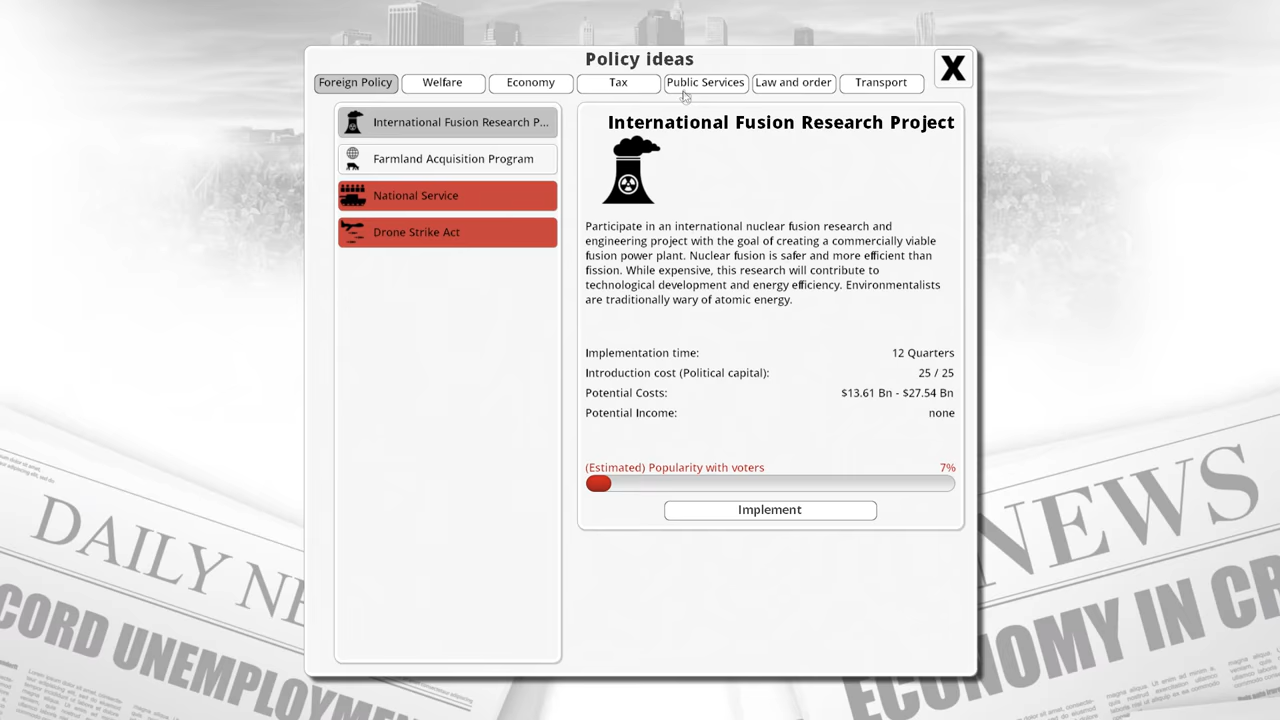 Policy ideas
X
Foreign Policy
Welfare
Economy
Tax
Public Services
Law and order
Transport
International Fusion Research P...
Farmland Acquisition Program
National Service
Drone Strike Act
International Fusion Research Project
Participate in an international nuclear fusion research and
engineering project with the goal of creating a commercially viable
fusion power plant. Nuclear fusion is safer and more efficient than
fission. While expensive, this research will contribute to
technological development and energy efficiency. Environmentalists
are traditionally wary of atomic energy.
Implementation time: 12 Quarters
Introduction cost (Political capital): 25 / 25
Potential Costs: $13.61 Bn - $27.54 Bn
Potential Income: none
(Estimated) Popularity with voters 7%
Implement
DAILY NE
CORD UNEMPLOYME
NEWS
ECONOMY IN CR